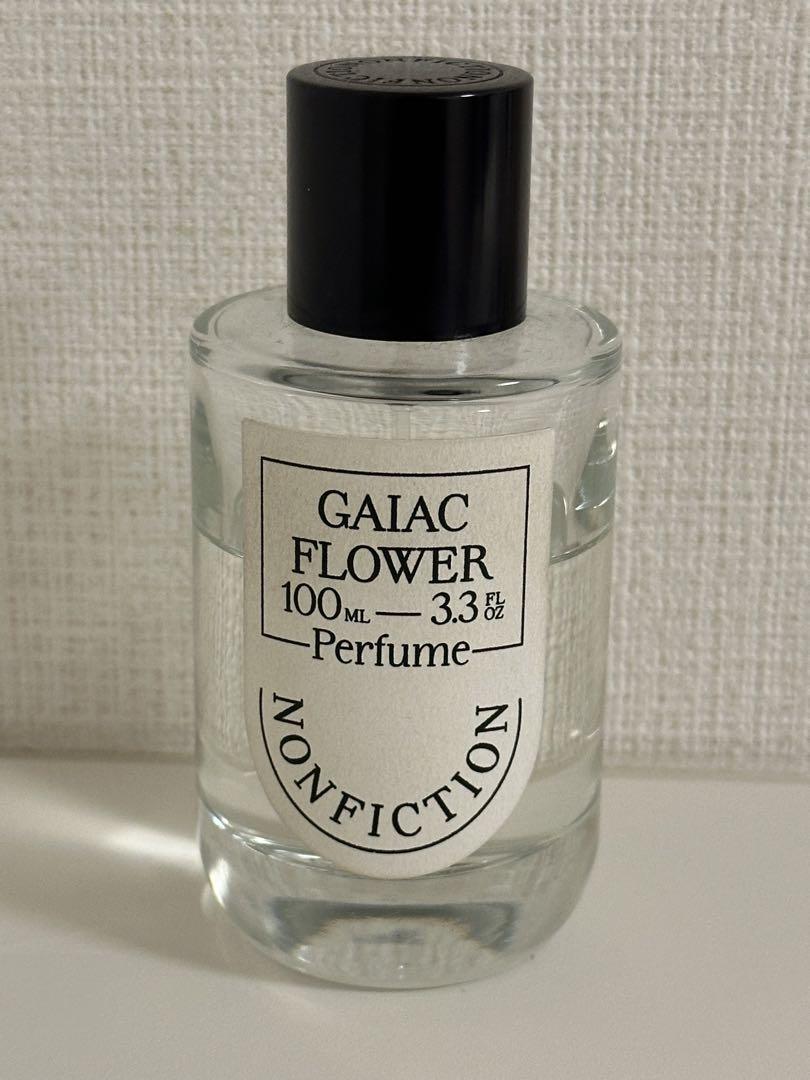 GAIAC
FLOWER
100ML — 3.3 FL OZ
Perfume
NONFICTION